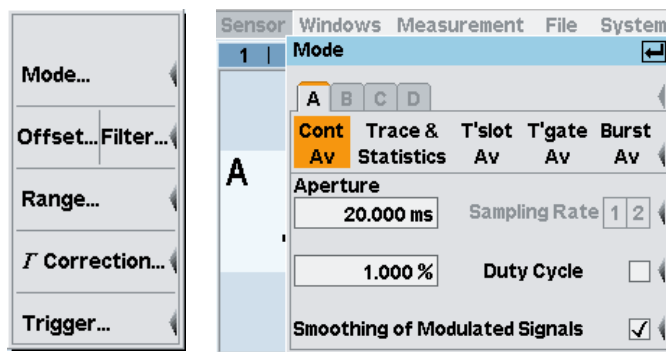 Mode...
Offset... Filter...
Range...
Γ Correction...
Trigger...
Sensor Windows Measurement File System
1 Mode
A B C D
Cont Trace & T'slot T'gate Burst
Av Statistics Av Av Av
A
Aperture
20.000 ms Sampling Rate 1 2
1.000 % Duty Cycle
Smoothing of Modulated Signals